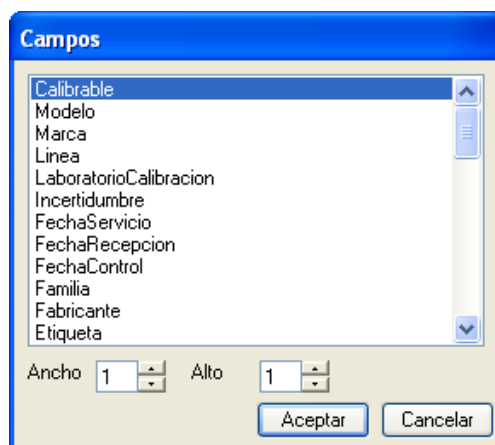 Campos
Calibrable
Modelo
Marca
Linea
LaboratorioCalibracion
Incertidumbre
FechaServicio
FechaRecepcion
FechaControl
Familia
Fabricante
Etiqueta
Ancho 1 Alto 1
Aceptar Cancelar